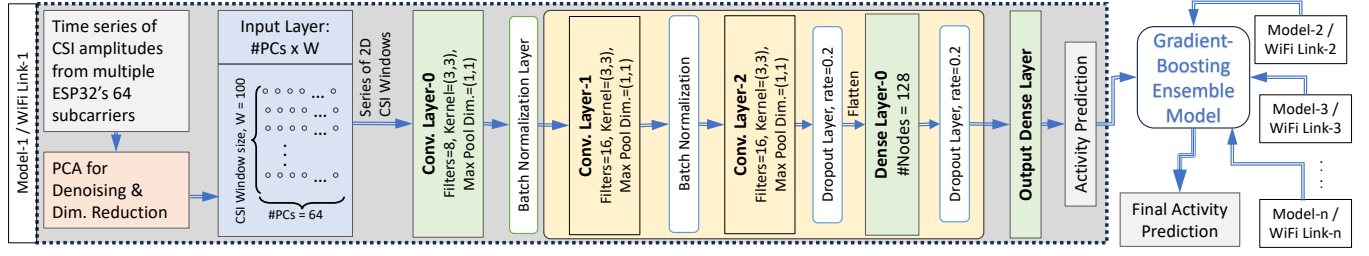 Model-1 / WiFi Link-1
Time series of
CSI amplitudes
from multiple
ESP32's 64
subcarriers
PCA for
Denoising &
Dim. Reduction
Input Layer:
#PCs x W
CSI Window size, W = 100
...
...
...
...
#PCs = 64
Series of 2D
CSI Windows
Conv. Layer-0
Filters=8, Kernel=(3,3),
Max Pool Dim.=(1,1)
Batch Normalization Layer
Conv. Layer-1
Filters=16, Kernel=(3,3),
Max Pool Dim.=(1,1)
Batch Normalization
Conv. Layer-2
Filters=16, Kernel=(3,3),
Max Pool Dim.=(1,1)
Dropout Layer, rate=0.2
Flatten
Dense Layer-0
#Nodes = 128
Dropout Layer, rate=0.2
Output Dense Layer
Activity Prediction
Gradient-
Boosting
Ensemble
Model
Final Activity
Prediction
Model-2 /
WiFi Link-2
Model-3 /
WiFi Link-3
Model-n /
WiFi Link-n